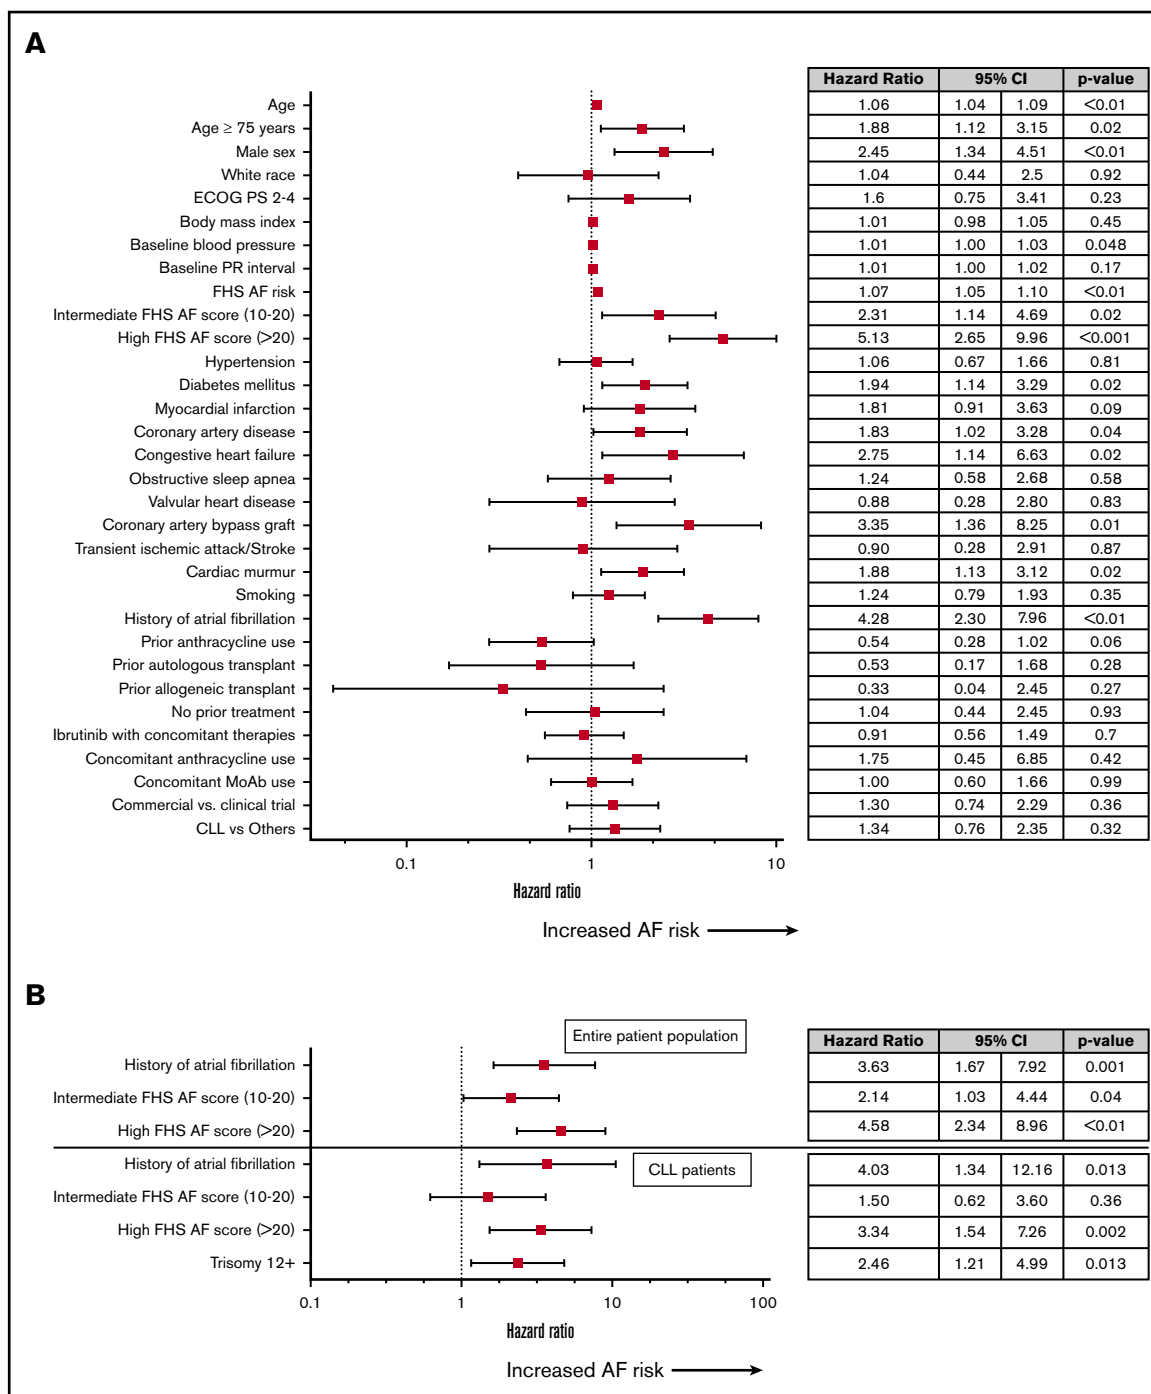 A
Hazard Ratio 95% CI p-value
Age 1.06 1.04 1.09 <0.01
Age ≥ 75 years 1.88 1.12 3.15 0.02
Male sex 2.45 1.34 4.51 <0.01
White race 1.04 0.44 2.5 0.92
ECOG PS 2-4 1.6 0.75 3.41 0.23
Body mass index 1.01 0.98 1.05 0.45
Baseline blood pressure 1.01 1.00 1.03 0.048
Baseline PR interval 1.01 1.00 1.02 0.17
FHS AF risk 1.07 1.05 1.10 <0.01
Intermediate FHS AF score (10-20) 2.31 1.14 4.69 0.02
High FHS AF score (>20) 5.13 2.65 9.96 <0.001
Hypertension 1.06 0.67 1.66 0.81
Diabetes mellitus 1.94 1.14 3.29 0.02
Myocardial infarction 1.81 0.91 3.63 0.09
Coronary artery disease 1.83 1.02 3.28 0.04
Congestive heart failure 2.75 1.14 6.63 0.02
Obstructive sleep apnea 1.24 0.58 2.68 0.58
Valvular heart disease 0.88 0.28 2.80 0.83
Coronary artery bypass graft 3.35 1.36 8.25 0.01
Transient ischemic attack/Stroke 0.90 0.28 2.91 0.87
Cardiac murmur 1.88 1.13 3.12 0.02
Smoking 1.24 0.79 1.93 0.35
History of atrial fibrillation 4.28 2.30 7.96 <0.01
Prior anthracycline use 0.54 0.28 1.02 0.06
Prior autologous transplant 0.53 0.17 1.68 0.28
Prior allogeneic transplant 0.33 0.04 2.45 0.27
No prior treatment 1.04 0.44 2.45 0.93
Ibrutinib with concomitant therapies 0.91 0.56 1.49 0.7
Concomitant anthracycline use 1.75 0.45 6.85 0.42
Concomitant MoAb use 1.00 0.60 1.66 0.99
Commercial vs. clinical trial 1.30 0.74 2.29 0.36
CLL vs Others 1.34 0.76 2.35 0.32
0.1 1 10
Hazard ratio
Increased AF risk
B
Entire patient population
Hazard Ratio 95% CI p-value
History of atrial fibrillation 3.63 1.67 7.92 0.001
Intermediate FHS AF score (10-20) 2.14 1.03 4.44 0.04
High FHS AF score (>20) 4.58 2.34 8.96 <0.01
CLL patients
History of atrial fibrillation 4.03 1.34 12.16 0.013
Intermediate FHS AF score (10-20) 1.50 0.62 3.60 0.36
High FHS AF score (>20) 3.34 1.54 7.26 0.002
Trisomy 12+ 2.46 1.21 4.99 0.013
0.1 1 10 100
Hazard ratio
Increased AF risk